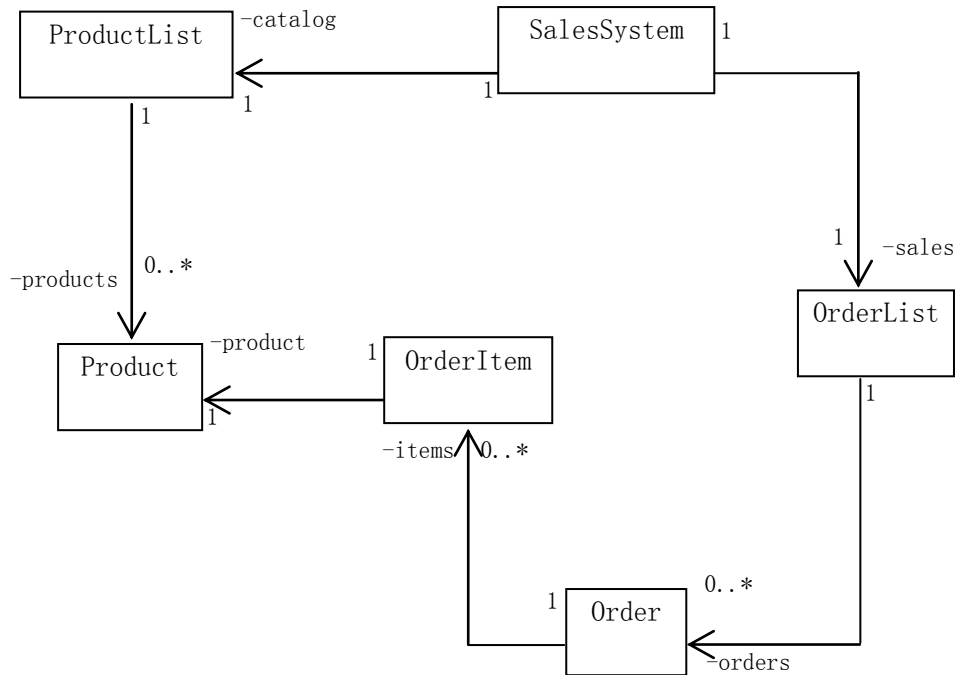 ProductList
-catalog
SalesSystem
1
1
1
1
-products
0..*
1
-sales
OrderList
1
Product
-product
1
1
OrderItem
-items
0..*
1
Order
0..*
-orders